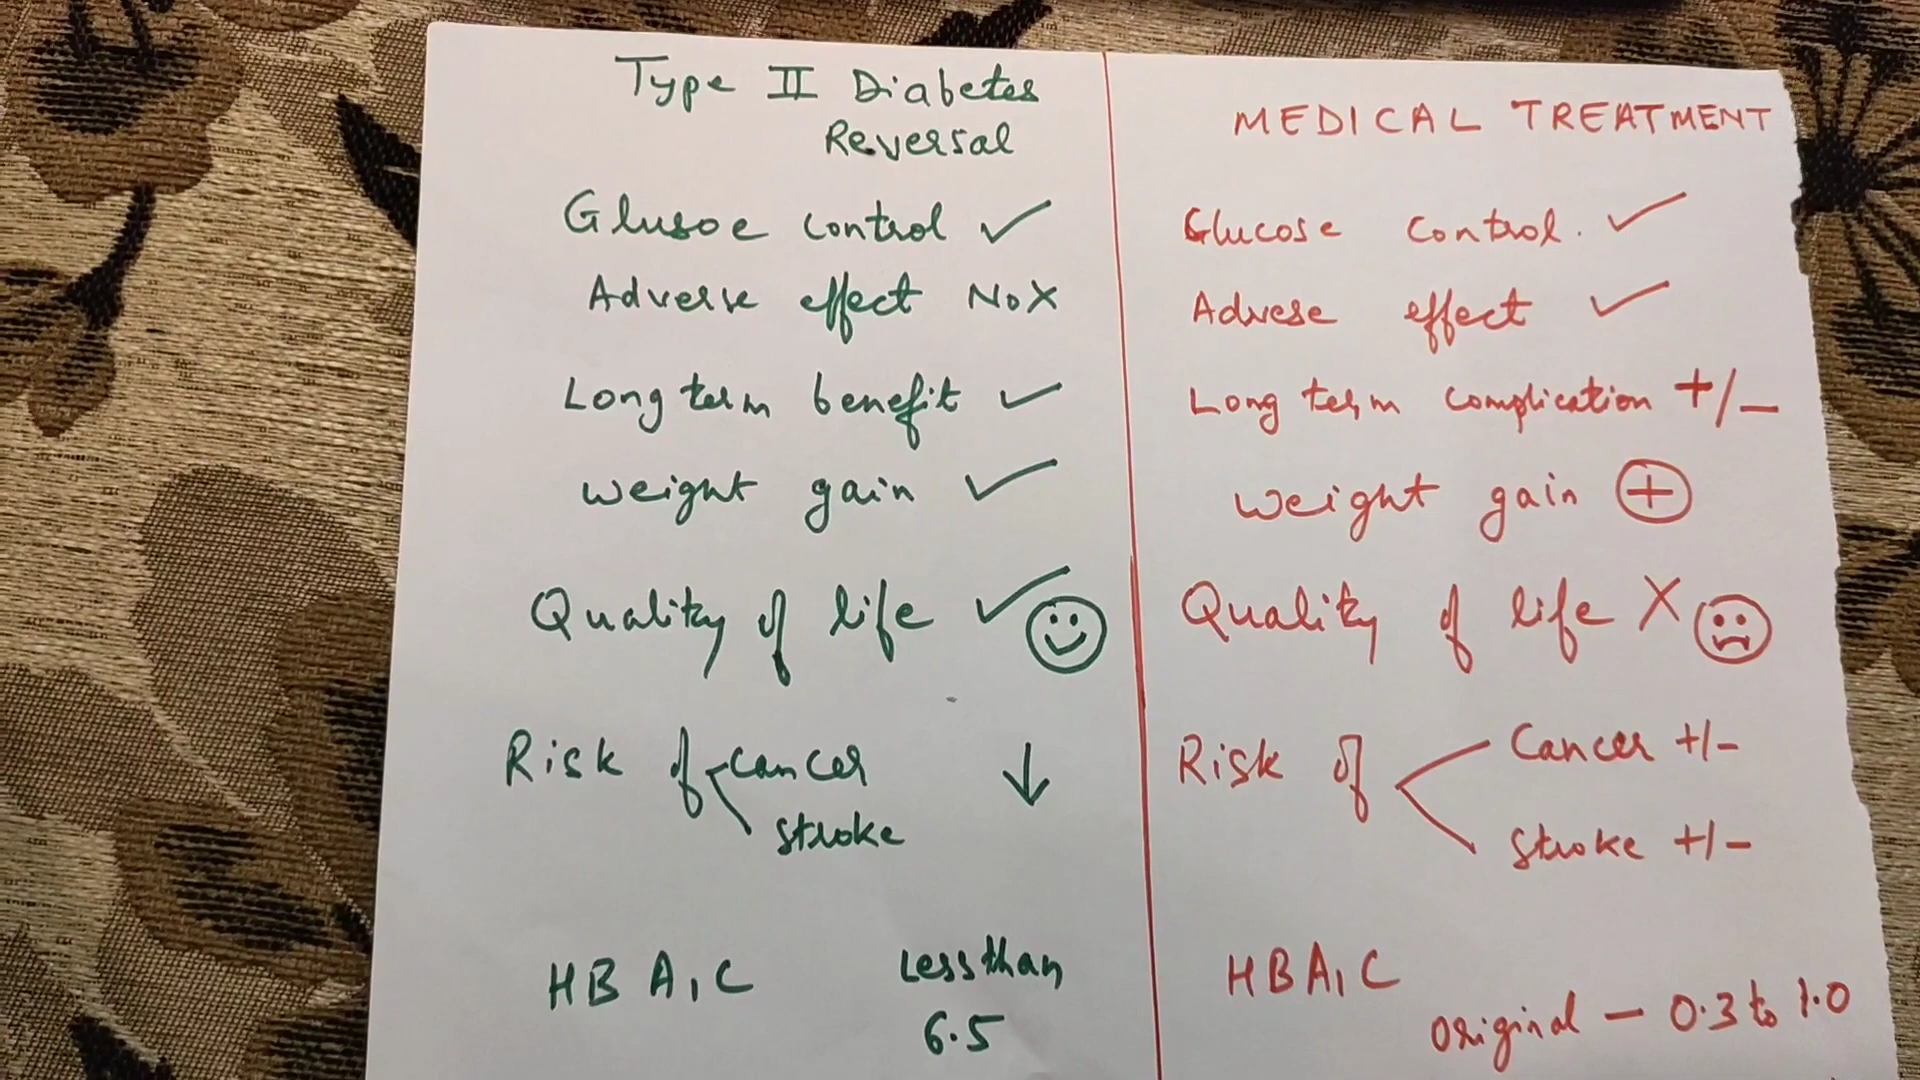 Type II Diabetes
Reversal
Glusoe control ✓
Adverse effect No X
Long term benefit ✓
weight gain ✓
Quality of life ✓
Risk of cancer ↓
stroke
HBA1C Less than
6.5
MEDICAL TREATMENT
Glucose control. ✓
Advese effect ✓
Long term complication +/-
weight gain +
Quality of life X
Risk of Cancer +/-
Stroke +/-
HBA1C
Original - 0.3 to 1.0